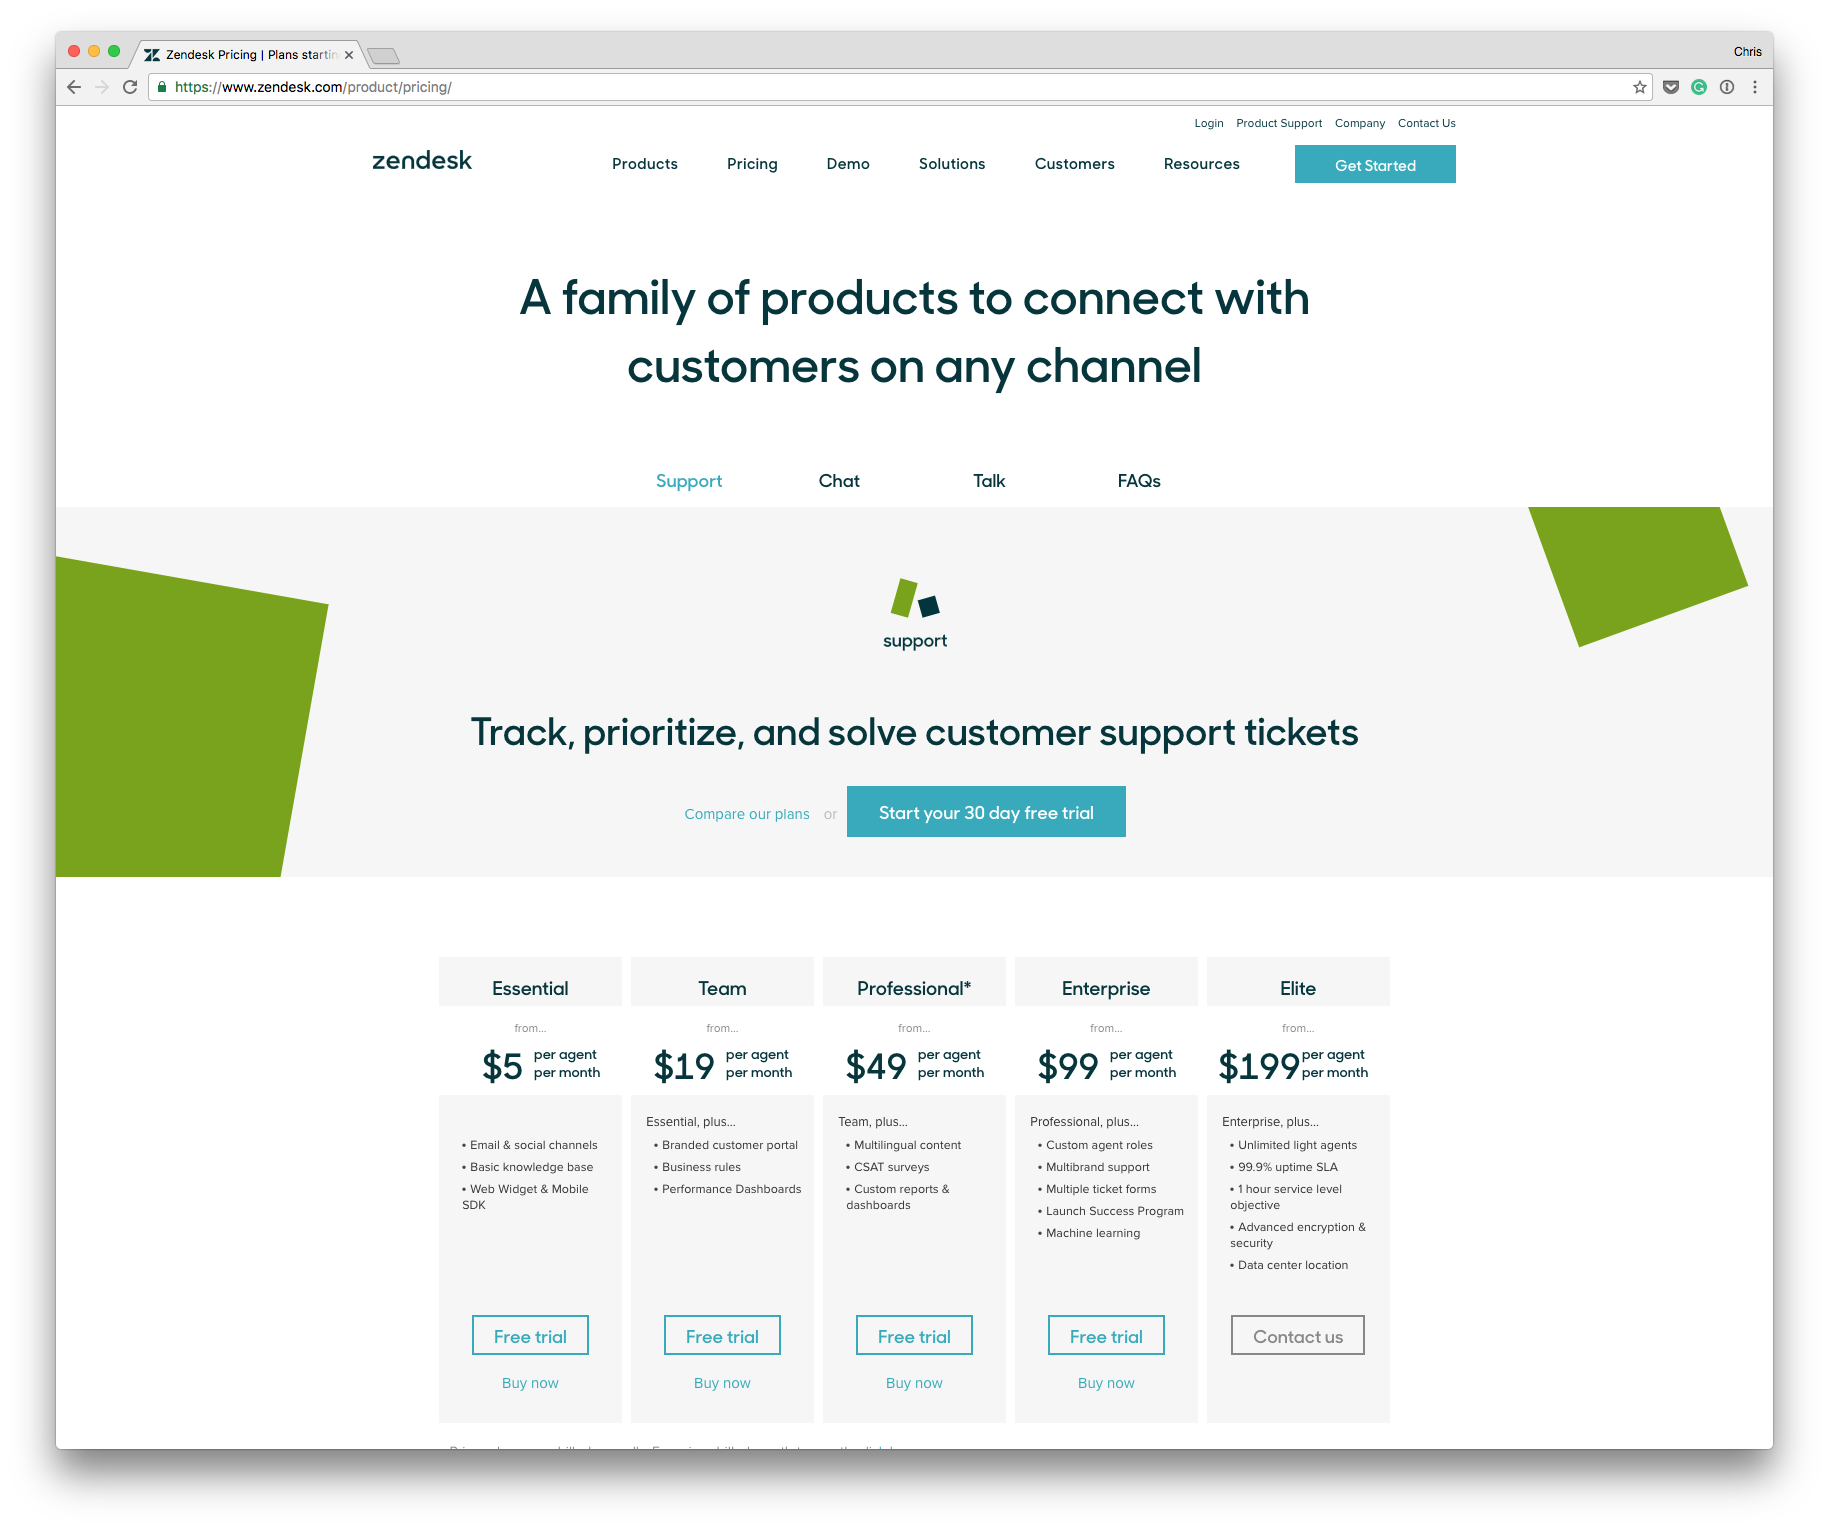 Zendesk Pricing | Plans startin
Chris
https://www.zendesk.com/product/pricing/
Login Product Support Company Contact Us
zendesk
Products Pricing Demo Solutions Customers Resources Get Started
A family of products to connect with
customers on any channel
Support Chat Talk FAQs
support
Track, prioritize, and solve customer support tickets
Compare our plans or Start your 30 day free trial
Essential
from...
$5 per agent
per month
• Email & social channels
• Basic knowledge base
• Web Widget & Mobile
SDK
Free trial
Buy now
Team
from...
$19 per agent
per month
Essential, plus...
• Branded customer portal
• Business rules
• Performance Dashboards
Free trial
Buy now
Professional*
from...
$49 per agent
per month
Team, plus...
• Multilingual content
• CSAT surveys
• Custom reports &
dashboards
Free trial
Buy now
Enterprise
from...
$99 per agent
per month
Professional, plus...
• Custom agent roles
• Multibrand support
• Multiple ticket forms
• Launch Success Program
• Machine learning
Free trial
Buy now
Elite
from...
$199 per agent
per month
Enterprise, plus...
• Unlimited light agents
• 99.9% uptime SLA
• 1 hour service level
objective
• Advanced encryption &
security
• Data center location
Contact us